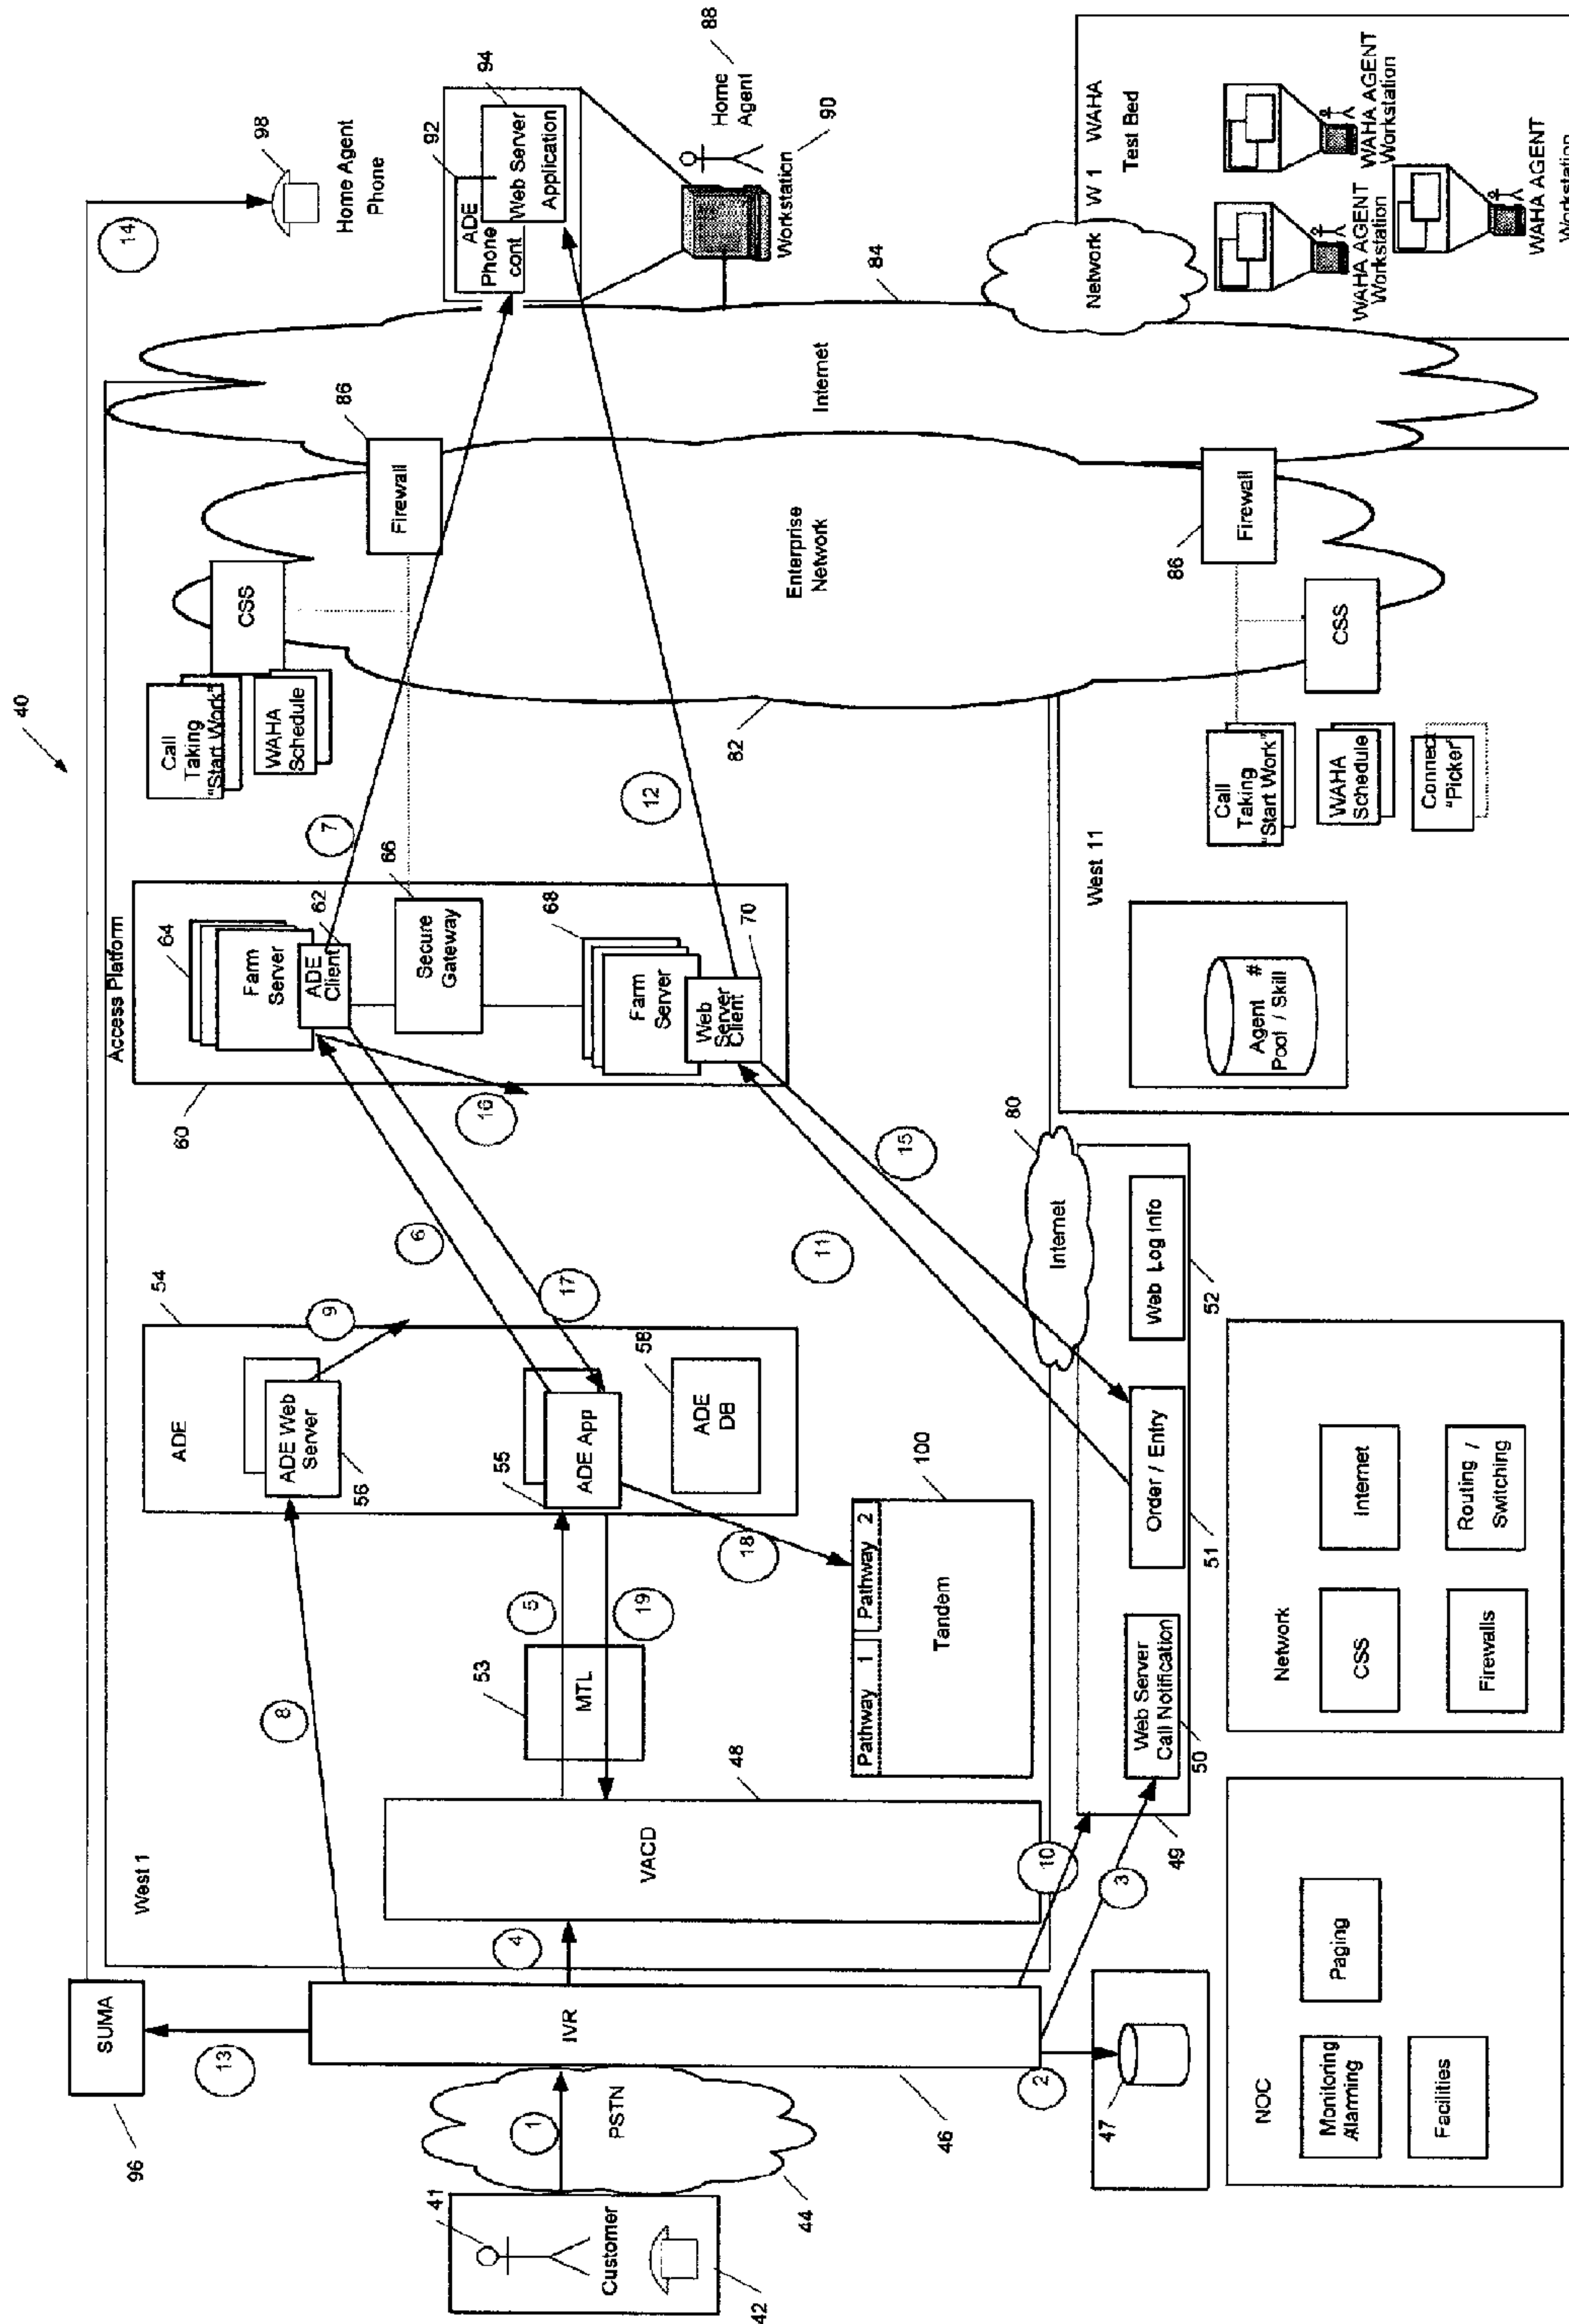 40
96
SUMA
13
14
98
Home Agent
Phone
West 1
41
Customer
42
44
PSTN
1
IVR
46
2
47
4
VACD
48
8
3
10
49
Web Server
Call Notification
50
Order / Entry
51
Web Log Info
52
Internet
80
53
MTL
5
19
18
Pathway 1
Pathway 2
Tandem
100
ADE
54
ADE Web
Server
56
9
55
ADE App
58
ADE
DB
6
17
11
15
16
Access Platform
60
64
Farm
Server
62
ADE
Client
66
Secure
Gateway
68
Farm
Server
Web
Server
Client
70
7
12
Call
Taking
"Start Work"
WAHA
Schedule
CSS
Firewall
86
Enterprise
Network
82
Internet
84
Firewall
86
CSS
Call
Taking
"Start Work"
WAHA
Schedule
Connect
"Picker"
West 11
Agent #
Pool / Skill
92
94
ADE
Phone
cont
Web Server
Application
Home
Agent
88
Workstation
90
Network
W 1 WAHA
Test Bed
WAHA AGENT
Workstation
WAHA AGENT
Workstation
WAHA AGENT
Workstation
NOC
Monitoring
Alarming
Paging
Facilities
Network
CSS
Internet
Firewalls
Routing /
Switching